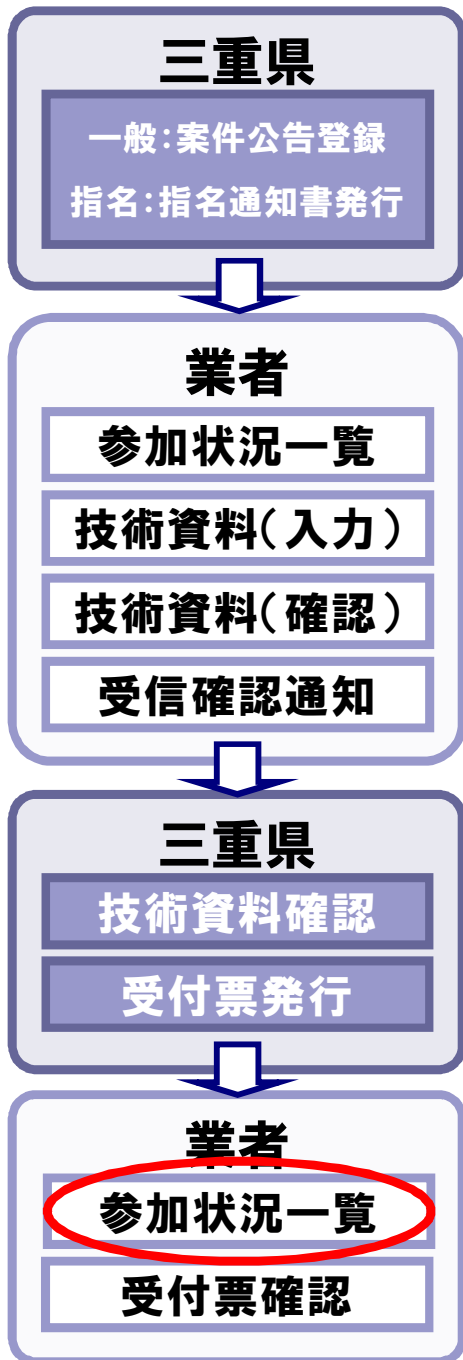 三重県
一般：案件公告登録
指名：指名通知書発行
業者
参加状況一覧
技術資料（入力）
技術資料（確認）
受信確認通知
三重県
技術資料確認
受付票発行
業者
参加状況一覧
受付票確認